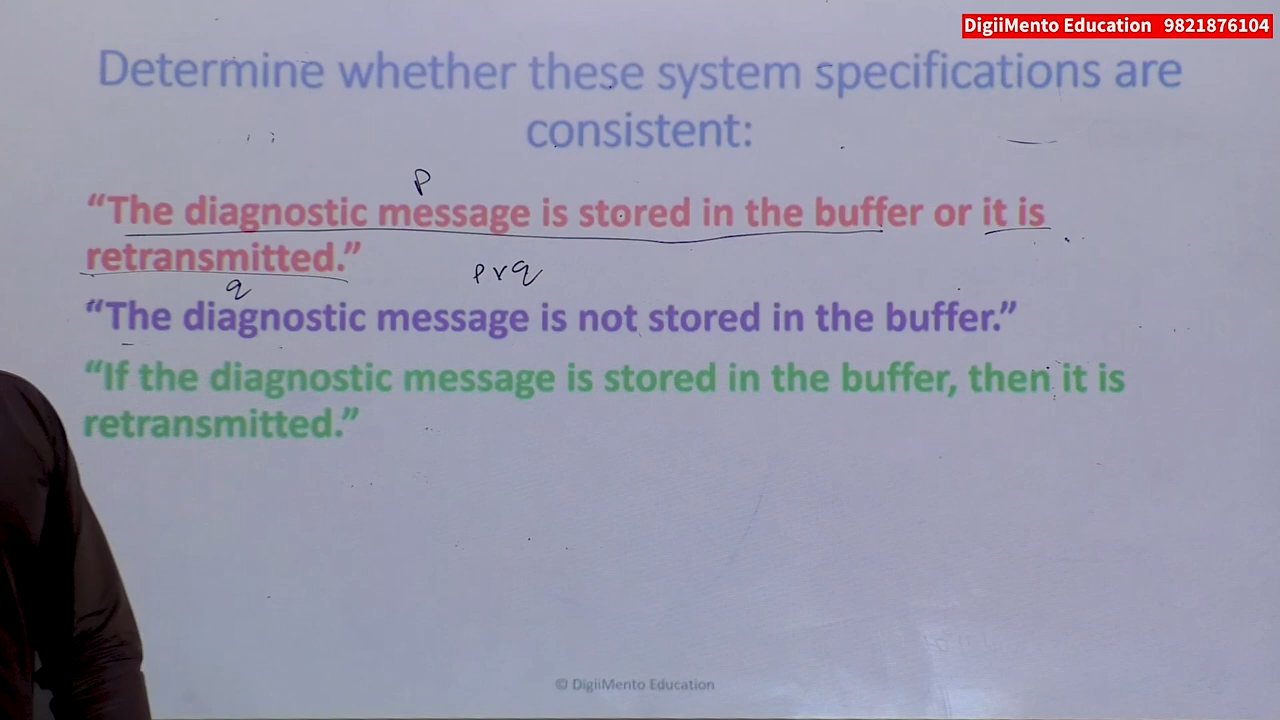 DigiiMento Education 9821876104
Determine whether these system specifications are
consistent:
P
“The diagnostic message is stored in the buffer or it is
retransmitted.”
p v q
q
“The diagnostic message is not stored in the buffer.”
“If the diagnostic message is stored in the buffer, then it is
retransmitted.”
© DigiiMento Education